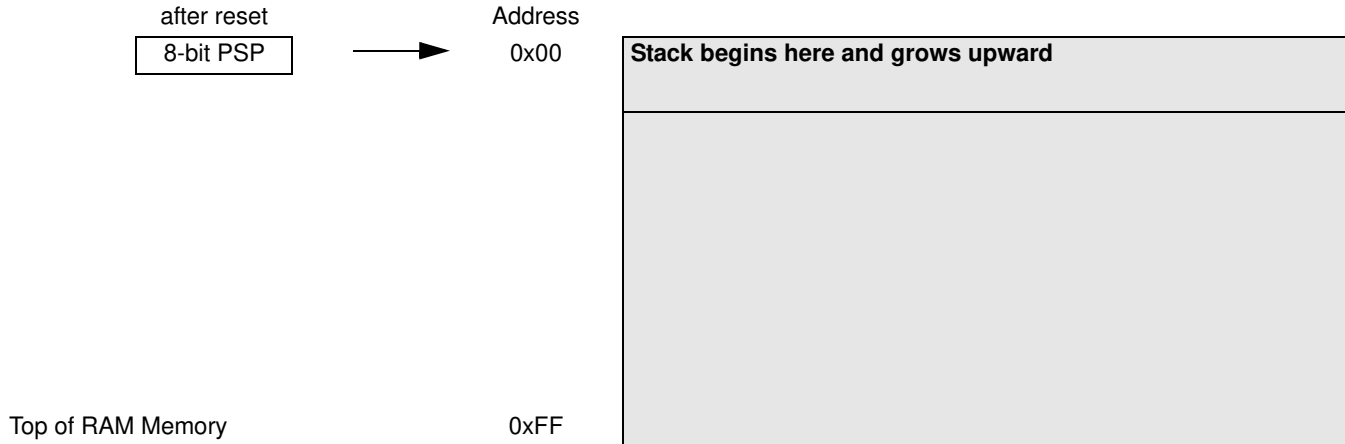 after reset
Address
8-bit PSP
0x00
Stack begins here and grows upward
Top of RAM Memory
0xFF